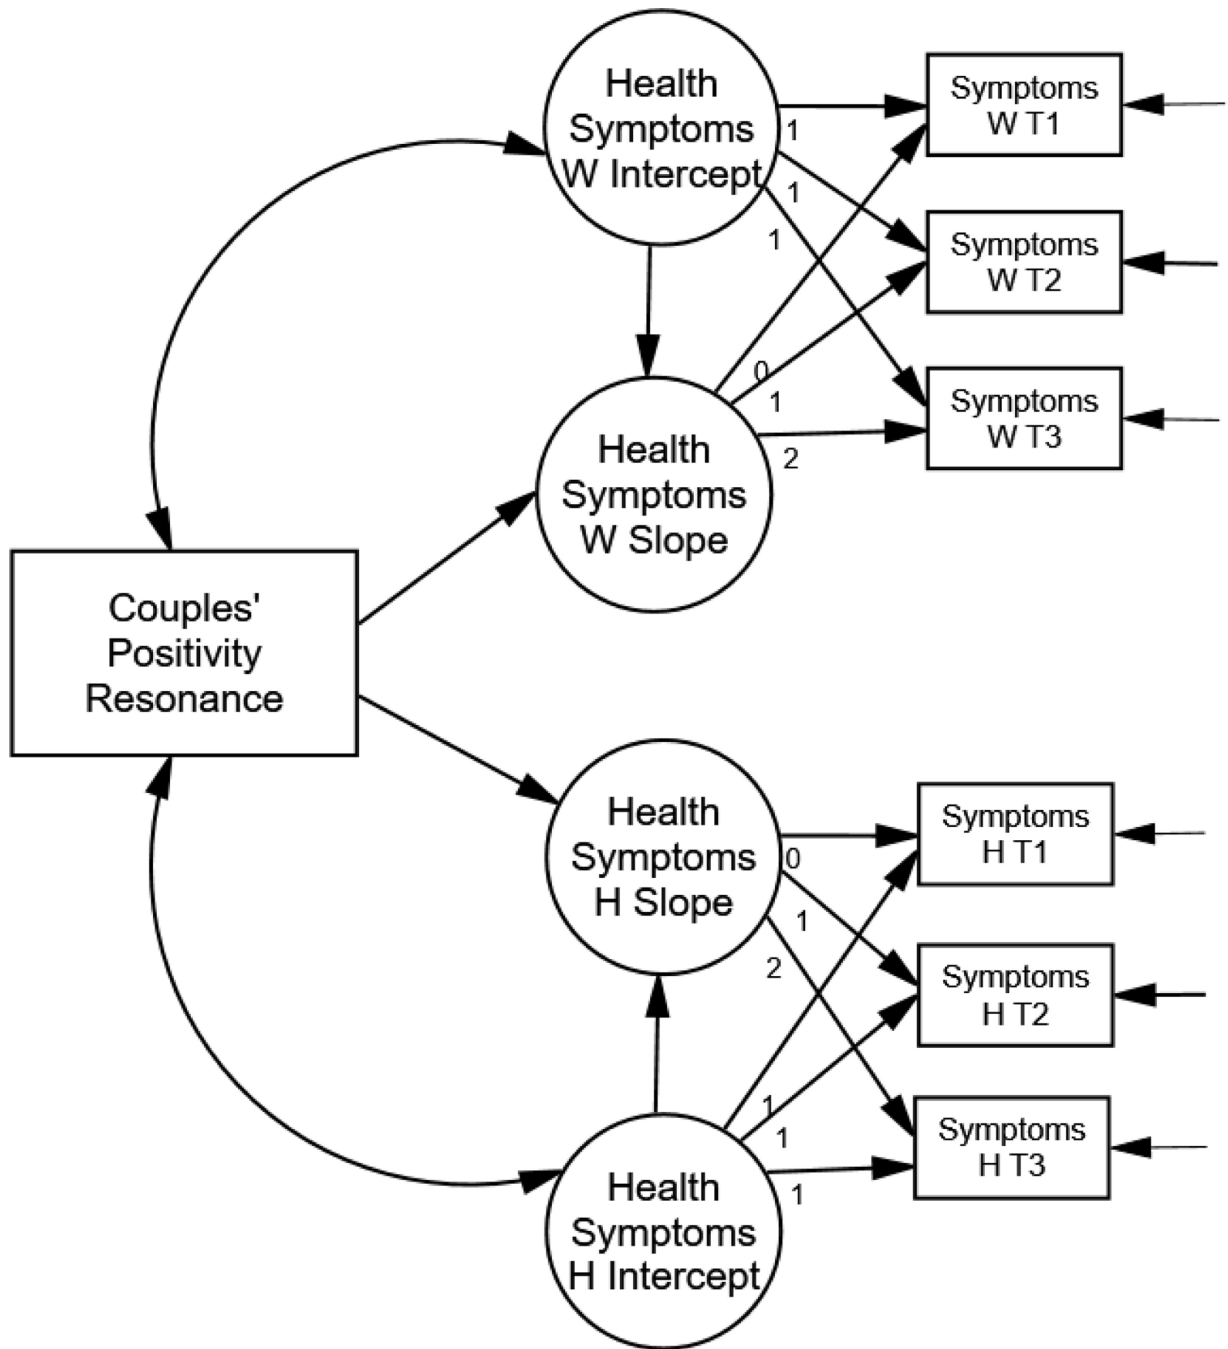 Health
Symptoms
W Intercept
1
1
1
Symptoms
W T1
Symptoms
W T2
Symptoms
W T3
Health
Symptoms
W Slope
0
1
2
Couples'
Positivity
Resonance
Health
Symptoms
H Slope
0
1
2
Symptoms
H T1
Symptoms
H T2
Symptoms
H T3
Health
Symptoms
H Intercept
1
1
1